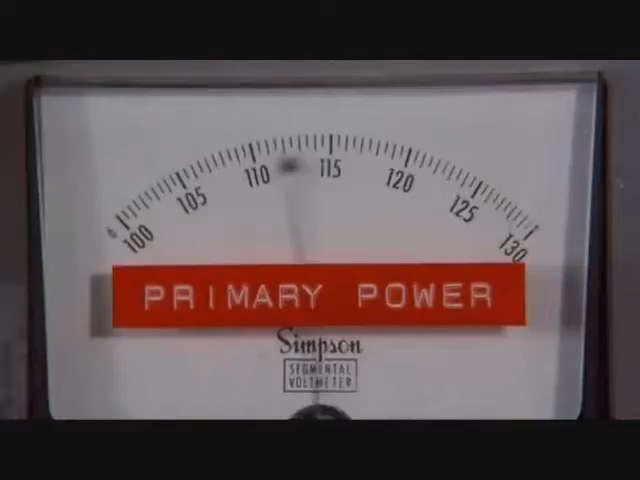 100 105 110 115 120 125 130
PRIMARY POWER
Simpson
SEGMENTAL
VOLTMETER